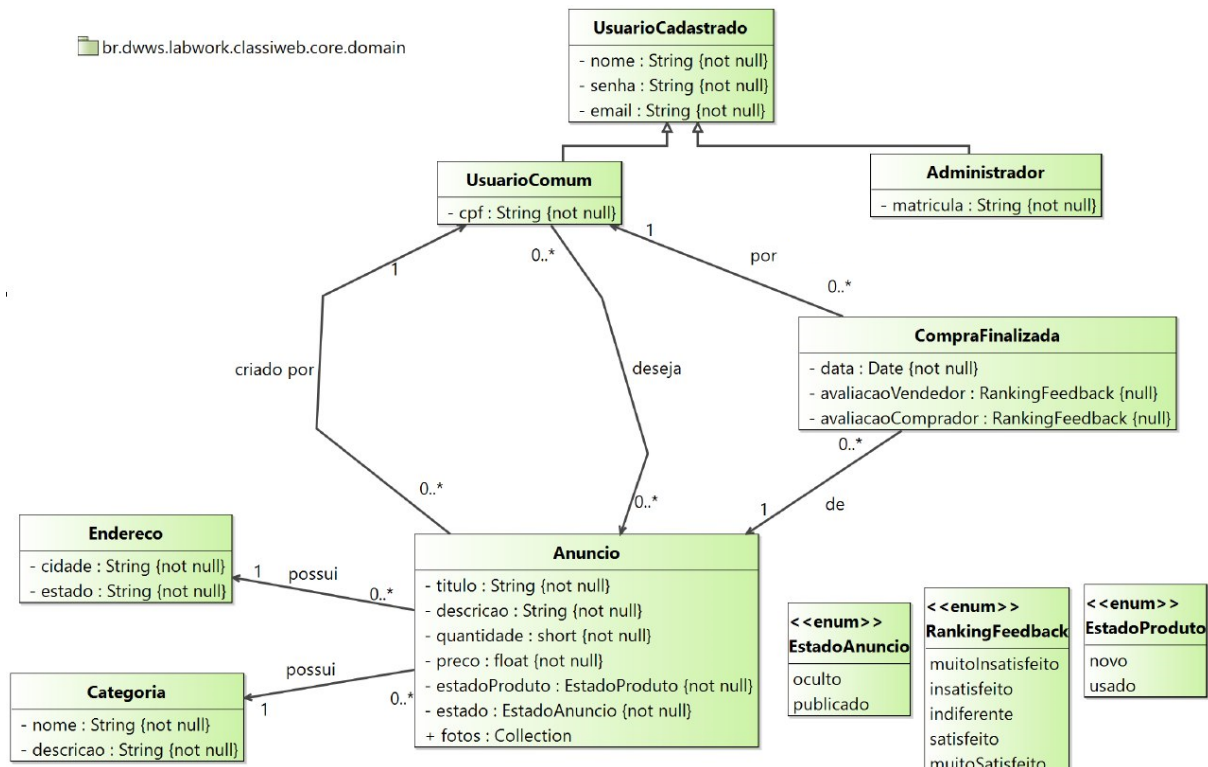 br.dwws.labwork.classiweb.core.domain
UsuarioCadastrado
- nome : String {not null}
- senha : String {not null}
- email : String {not null}
UsuarioComum
- cpf : String {not null}
Administrador
- matricula : String {not null}
1
0..*
1
por
0..*
criado por
deseja
CompraFinalizada
- data : Date {not null}
- avaliacaoVendedor : RankingFeedback {null}
- avaliacaoComprador : RankingFeedback {null}
0..*
0..*
0..*
1
de
Endereco
- cidade : String {not null}
- estado : String {not null}
1
possui
0..*
Anuncio
- titulo : String {not null}
- descricao : String {not null}
- quantidade : short {not null}
- preco : float {not null}
- estadoProduto : EstadoProduto {not null}
- estado : EstadoAnuncio {not null}
+ fotos : Collection
possui
0..*
1
Categoria
- nome : String {not null}
- descricao : String {not null}
<<enum>>
EstadoAnuncio
oculto
publicado
<<enum>>
RankingFeedback
muitoInsatisfeito
insatisfeito
indiferente
satisfeito
muitoSatisfeito
<<enum>>
EstadoProduto
novo
usado